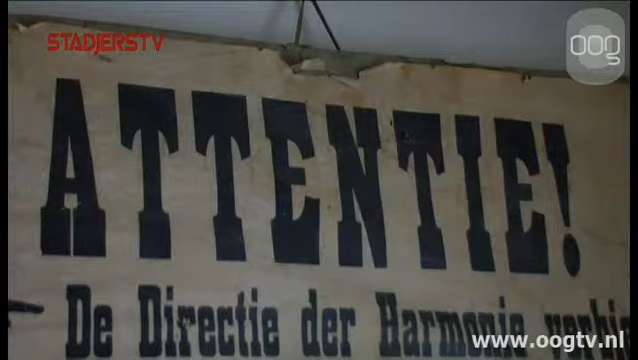 STADJERSTV
oog
ATTENTIE!
De Directie der Harmonie
www.oogtv.nl